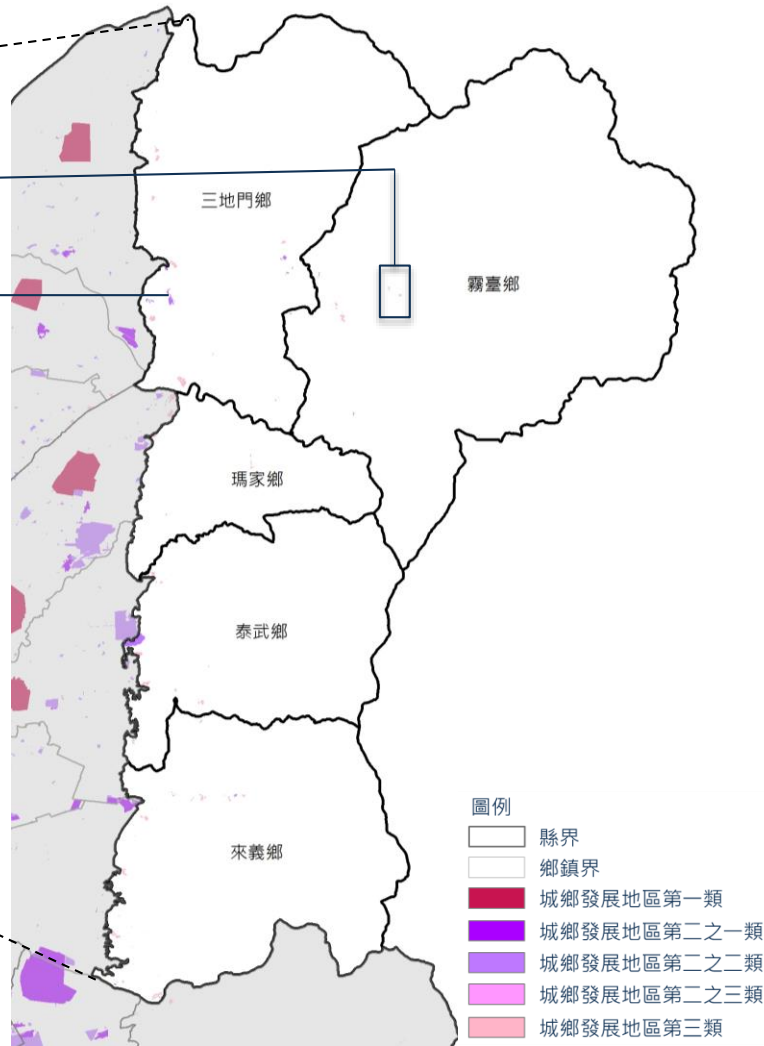 三地門鄉
霧臺鄉
瑪家鄉
泰武鄉
來義鄉
圖例
縣界
鄉鎮界
城鄉發展地區第一類
城鄉發展地區第二之一類
城鄉發展地區第二之二類
城鄉發展地區第二之三類
城鄉發展地區第三類